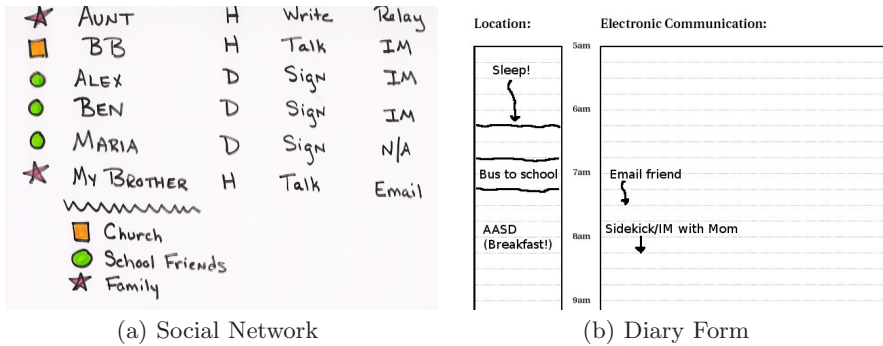 AUNT H Write Relay
BB H Talk IM
ALEX D Sign IM
BEN D Sign IM
MARIA D Sign N/A
MY BROTHER H Talk Email
Church
School Friends
Family
(a) Social Network
Location: Electronic Communication:
5am
Sleep!
6am
Bus to school 7am Email friend
AASD 8am Sidekick/IM with Mom
(Breakfast!)
9am
(b) Diary Form